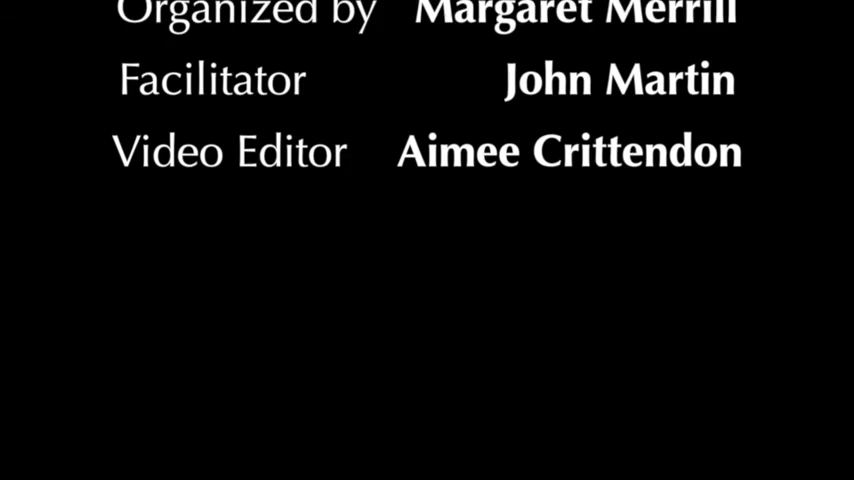 Organized by Margaret Merrill
Facilitator John Martin
Video Editor Aimee Crittendon